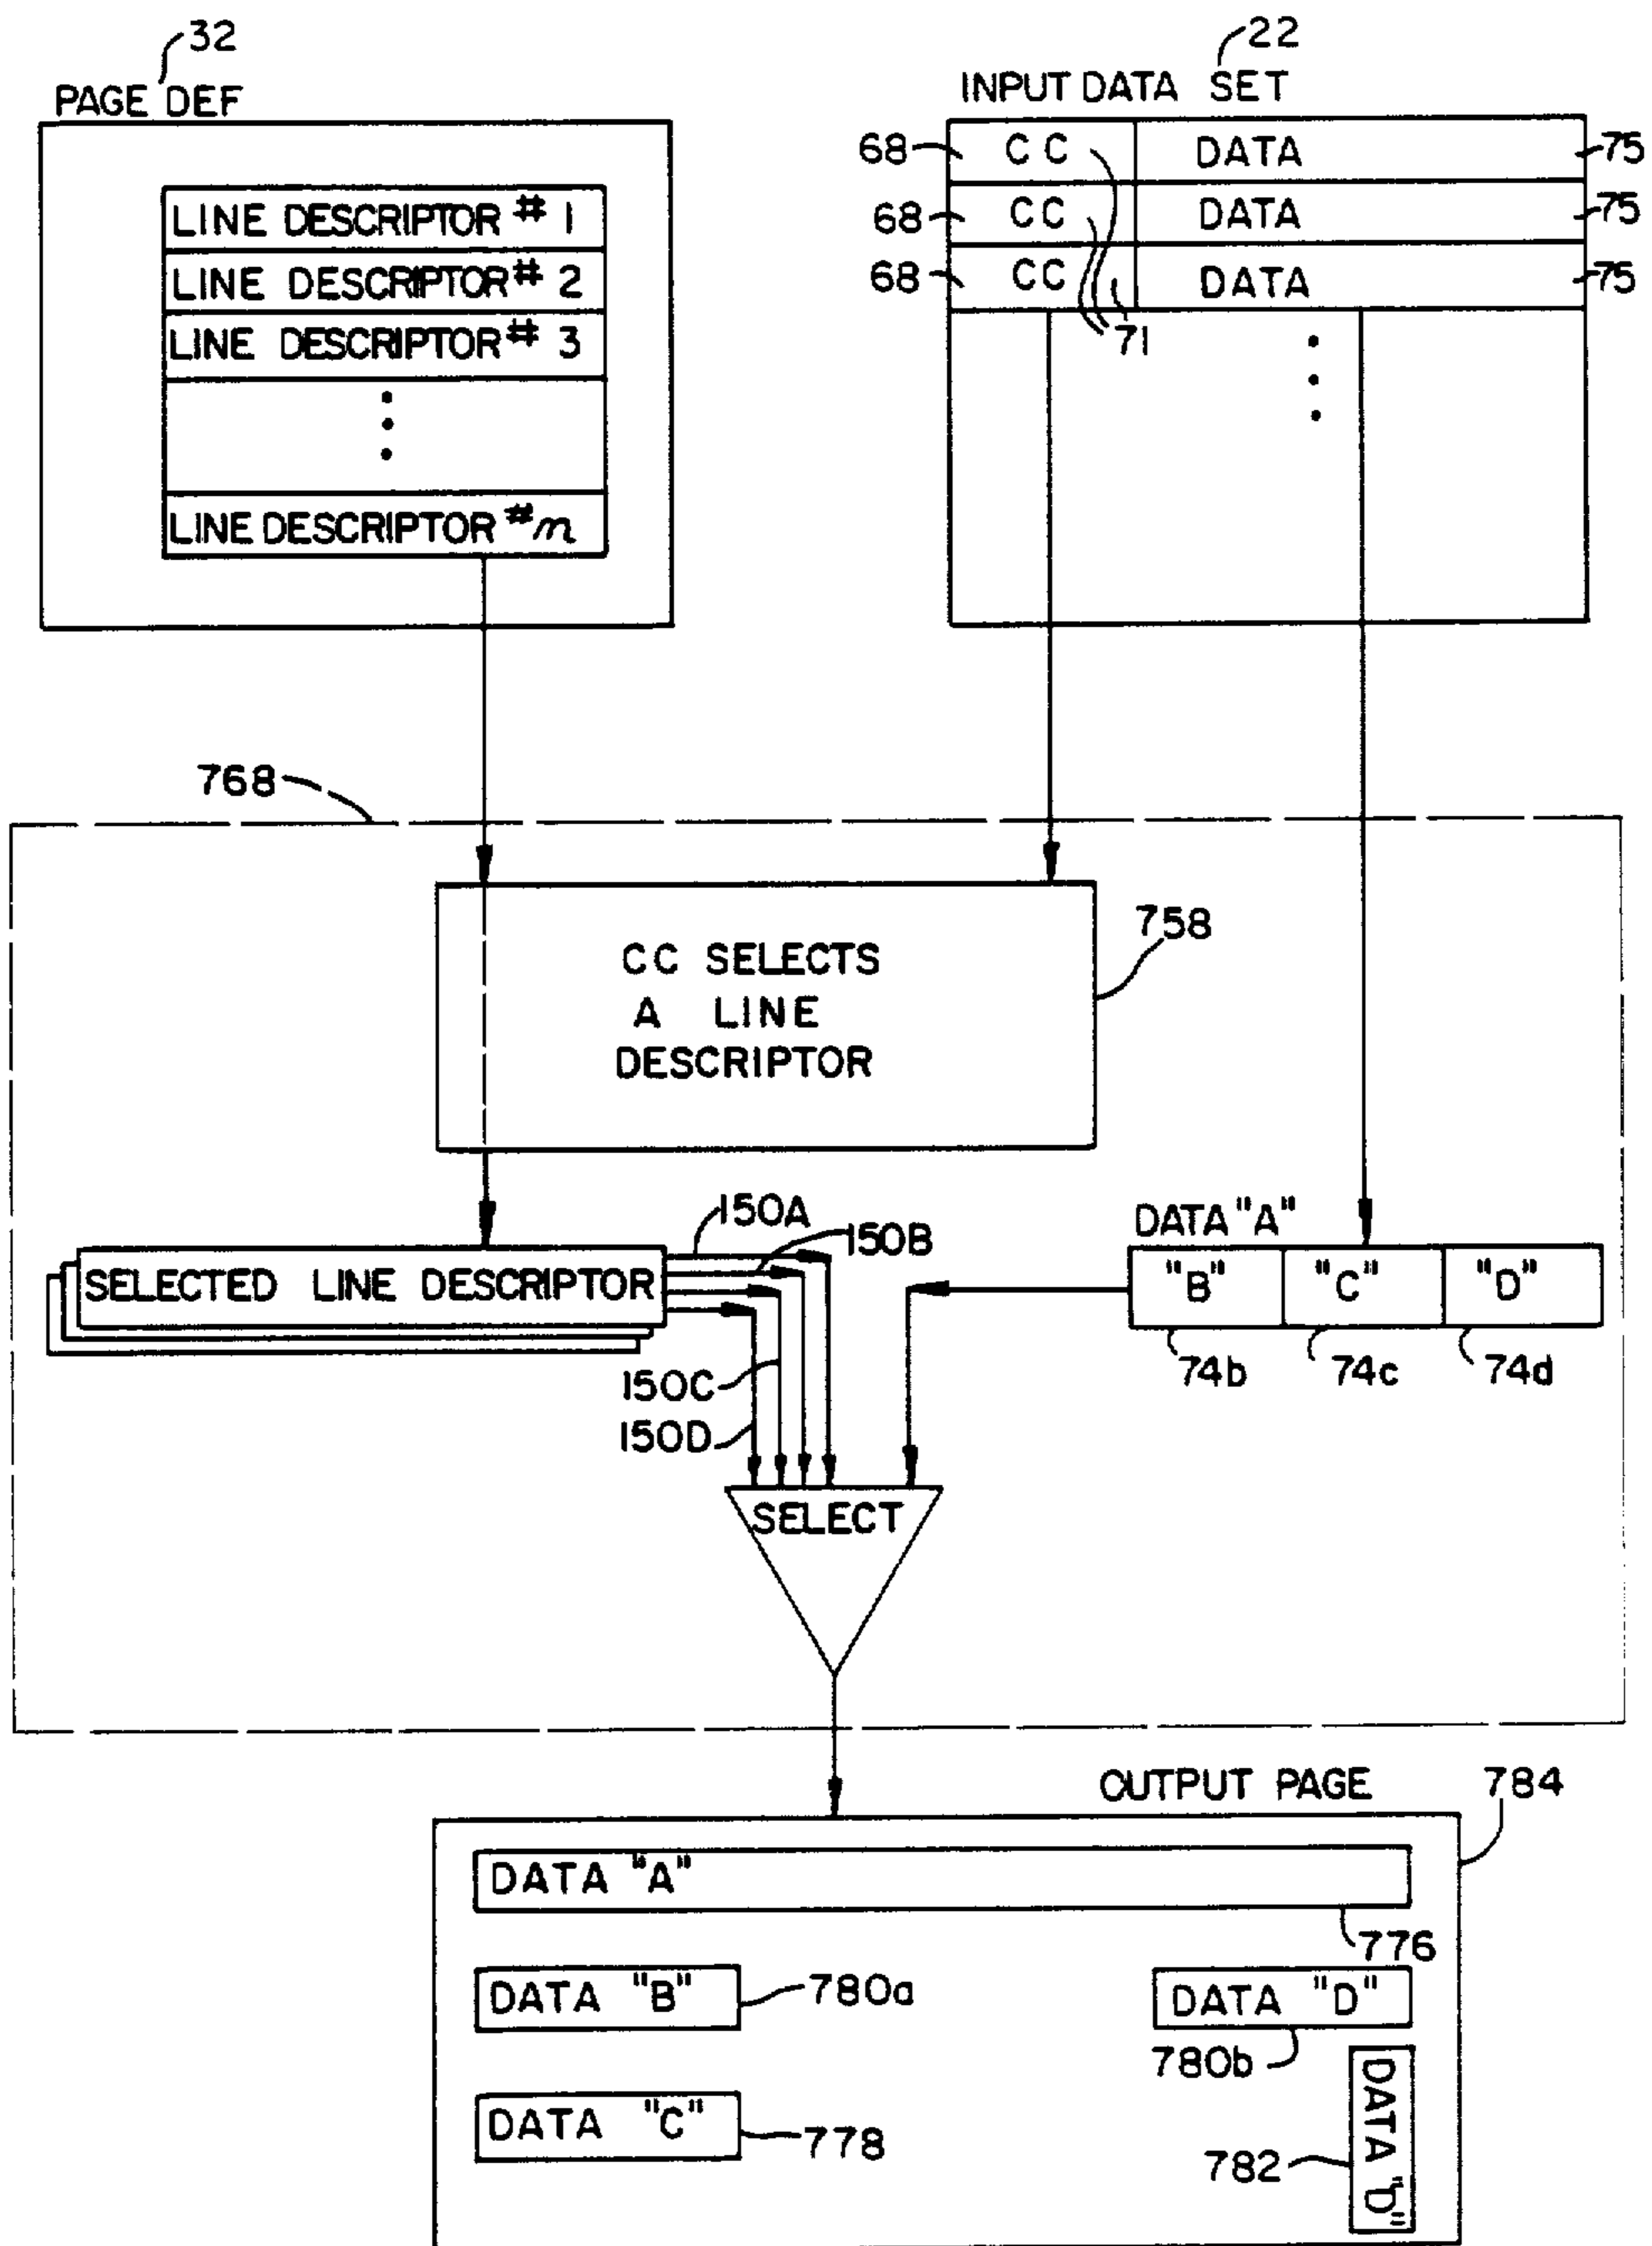 32
PAGE DEF
LINE DESCRIPTOR # 1
LINE DESCRIPTOR # 2
LINE DESCRIPTOR # 3
LINE DESCRIPTOR # n
22
INPUT DATA SET
68 CC DATA 75
68 CC DATA 75
68 CC DATA 75
71
768
CC SELECTS
A LINE
DESCRIPTOR
758
SELECTED LINE DESCRIPTOR
150A
150B
150C
150D
DATA "A"
"B" "C" "D"
74b 74c 74d
SELECT
OUTPUT PAGE
784
DATA "A"
776
DATA "B" 780a
DATA "D"
780b
DATA "C" 778
DATA "D"
782